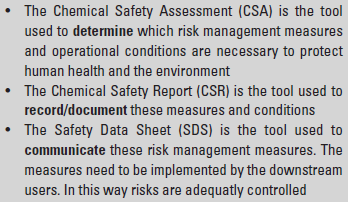 • The Chemical Safety Assessment (CSA) is the tool
used to determine which risk management measures
and operational conditions are necessary to protect
human health and the environment
• The Chemical Safety Report (CSR) is the tool used to
record/document these measures and conditions
• The Safety Data Sheet (SDS) is the tool used to
communicate these risk management measures. The
measures need to be implemented by the downstream
users. In this way risks are adequately controlled